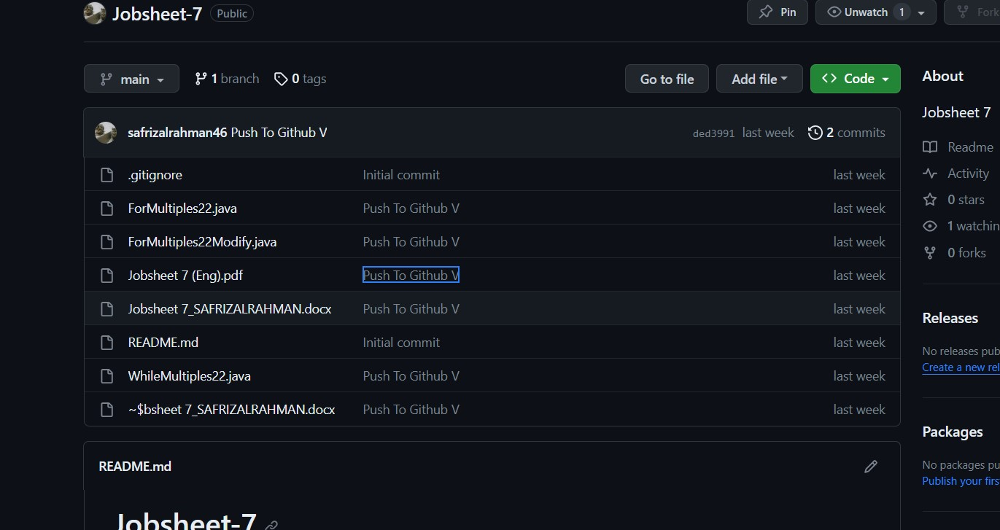 Jobsheet-7 Public Pin Unwatch 1 Fork
main 1 branch 0 tags Go to file Add file Code
About
Jobsheet 7
safrizalrahman46 Push To Github V ded3991 last week 2 commits
.gitignore Initial commit last week
ForMultiples22.java Push To Github V last week
ForMultiples22Modify.java Push To Github V last week
Jobsheet 7 (Eng).pdf Push To Github V last week
Jobsheet 7_SAFRIZALRAHMAN.docx Push To Github V last week
README.md Initial commit last week
WhileMultiples22.java Push To Github V last week
~$bsheet 7_SAFRIZALRAHMAN.docx Push To Github V last week
Readme
Activity
0 stars
1 watchin
0 forks
Releases
No releases pub
Create a new rel
Packages
No packages pu
Publish your firs
README.md
Jobsheet-7